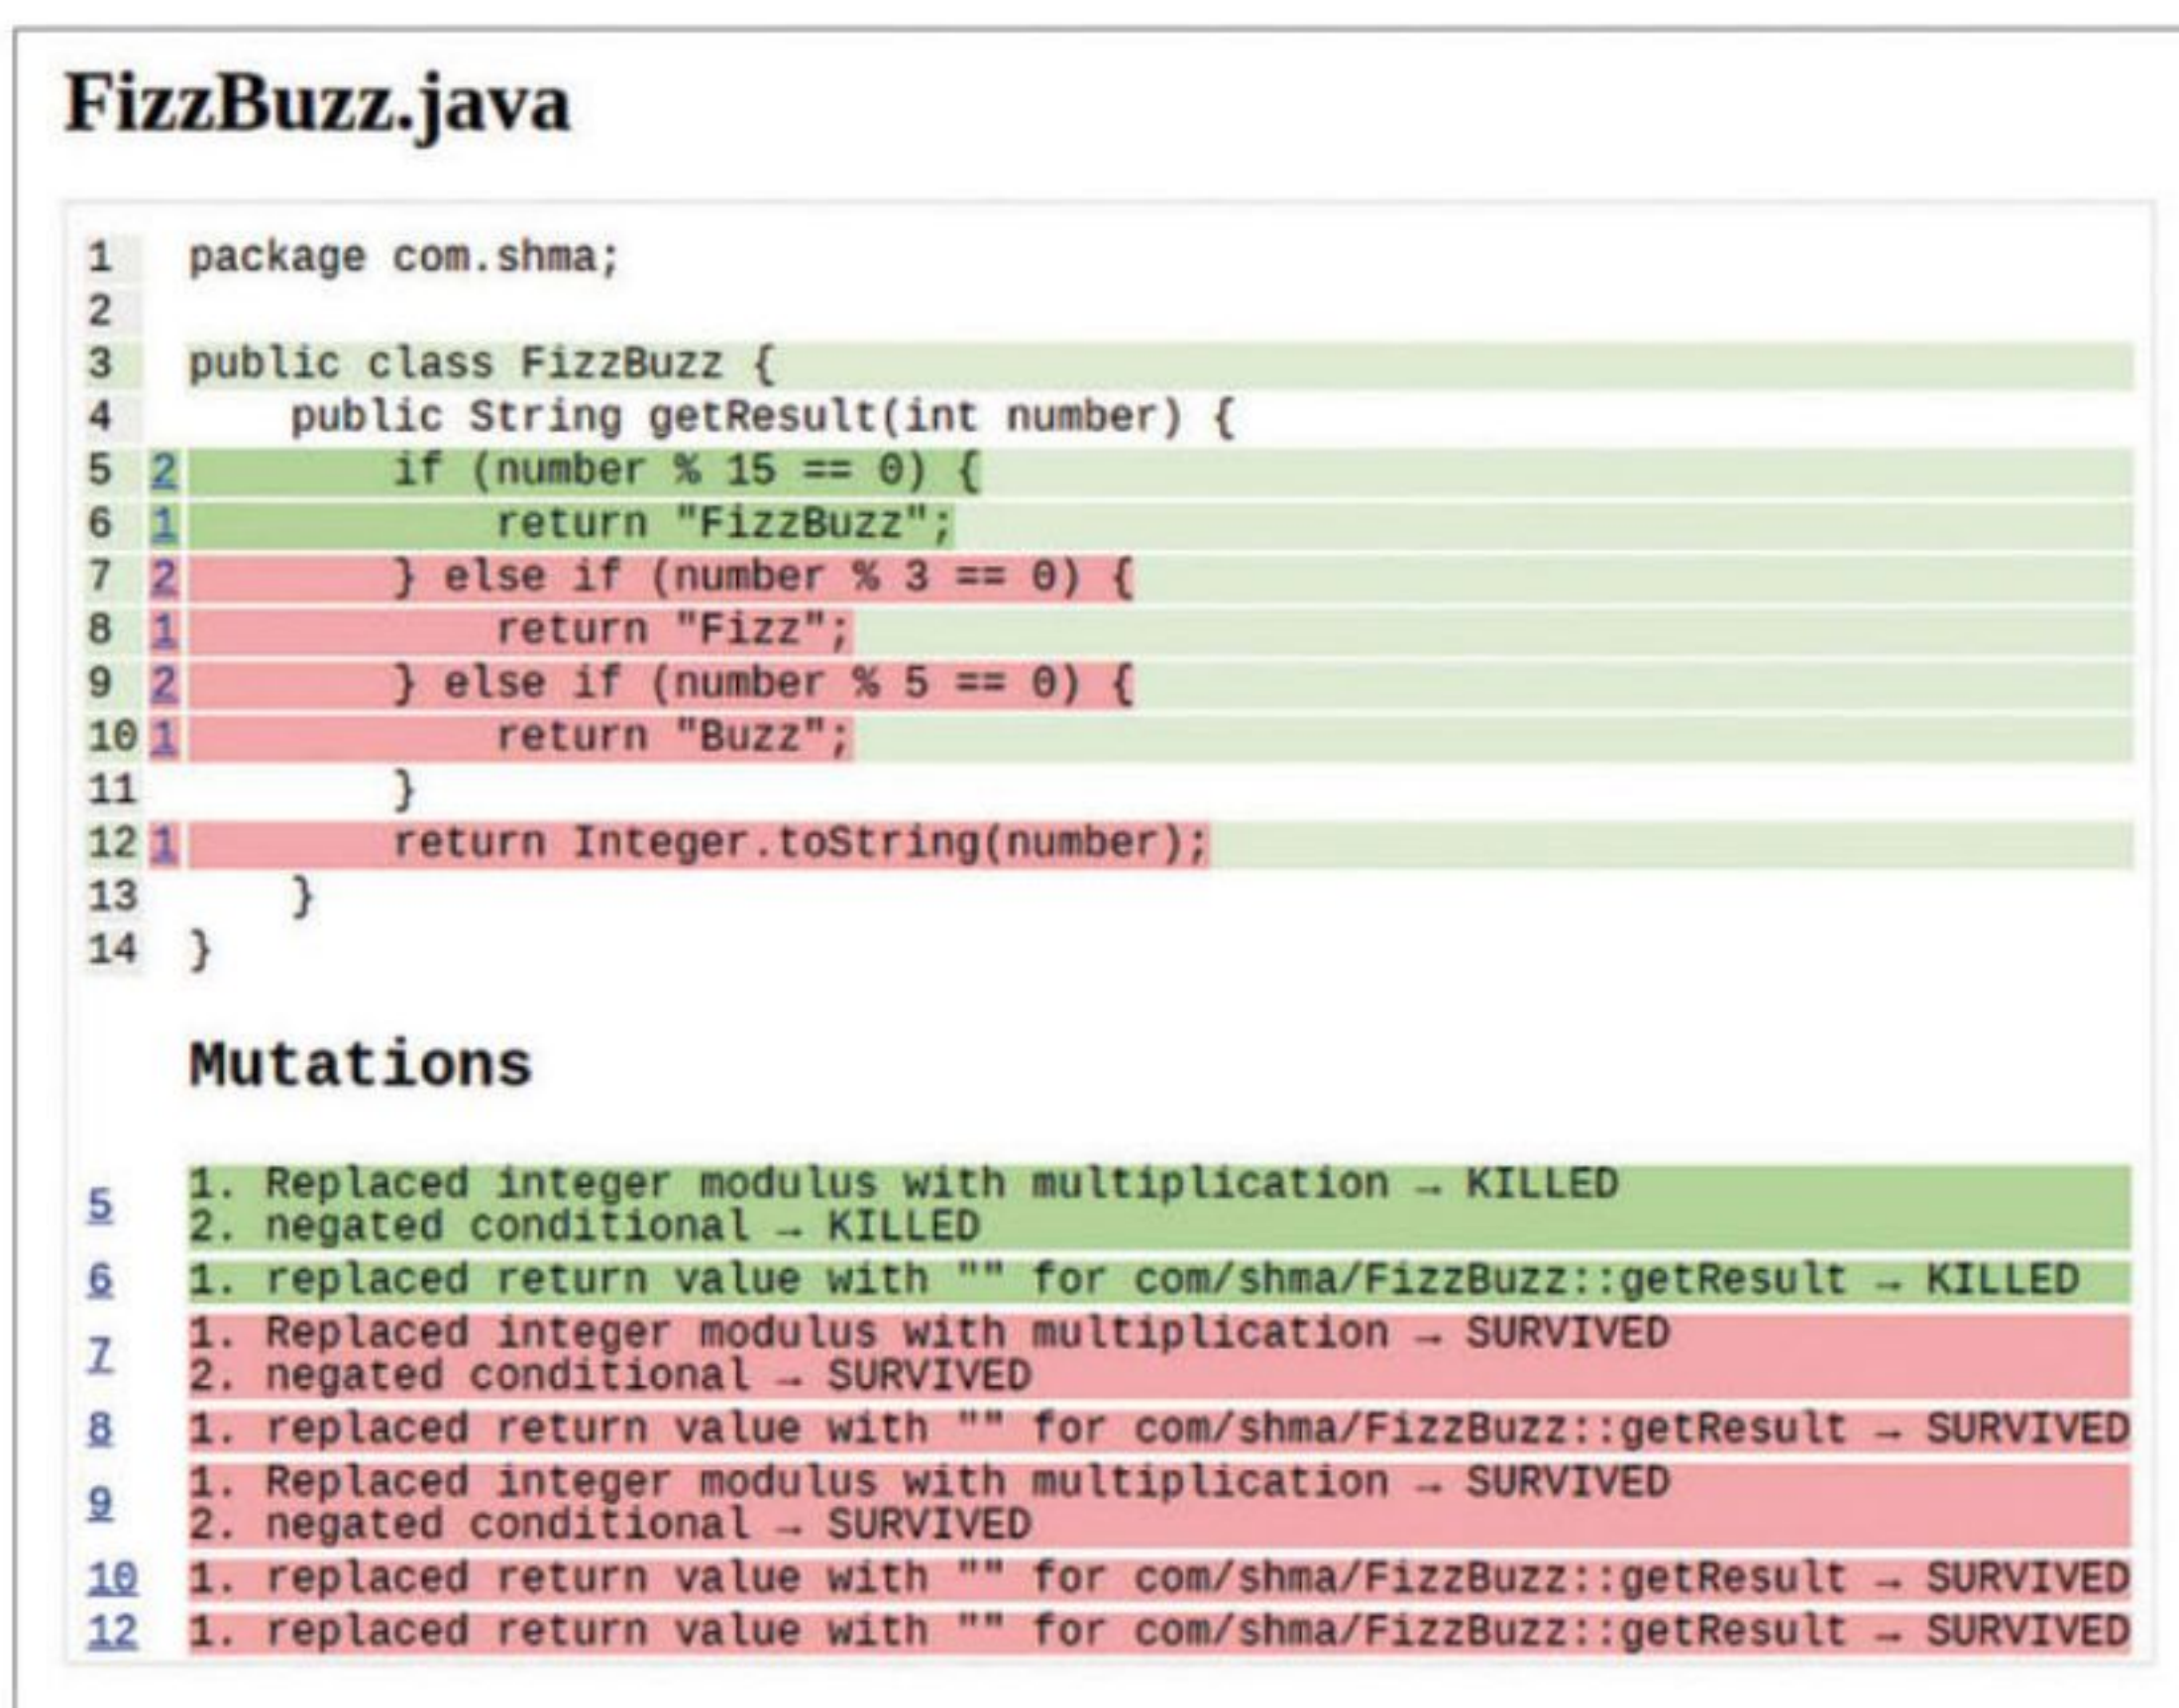 FizzBuzz.java
1 package com.shma;
2
3 public class FizzBuzz {
4 public String getResult(int number) {
5 2 if (number % 15 == 0) {
6 1 return "FizzBuzz";
7 2 } else if (number % 3 == 0) {
8 1 return "Fizz";
9 2 } else if (number % 5 == 0) {
10 1 return "Buzz";
11 }
12 1 return Integer.toString(number);
13 }
14 }
Mutations
5 1. Replaced integer modulus with multiplication → KILLED
2. negated conditional → KILLED
6 1. replaced return value with "" for com/shma/FizzBuzz::getResult → KILLED
7 1. Replaced integer modulus with multiplication → SURVIVED
2. negated conditional → SURVIVED
8 1. replaced return value with "" for com/shma/FizzBuzz::getResult → SURVIVED
9 1. Replaced integer modulus with multiplication → SURVIVED
2. negated conditional → SURVIVED
10 1. replaced return value with "" for com/shma/FizzBuzz::getResult → SURVIVED
12 1. replaced return value with "" for com/shma/FizzBuzz::getResult → SURVIVED